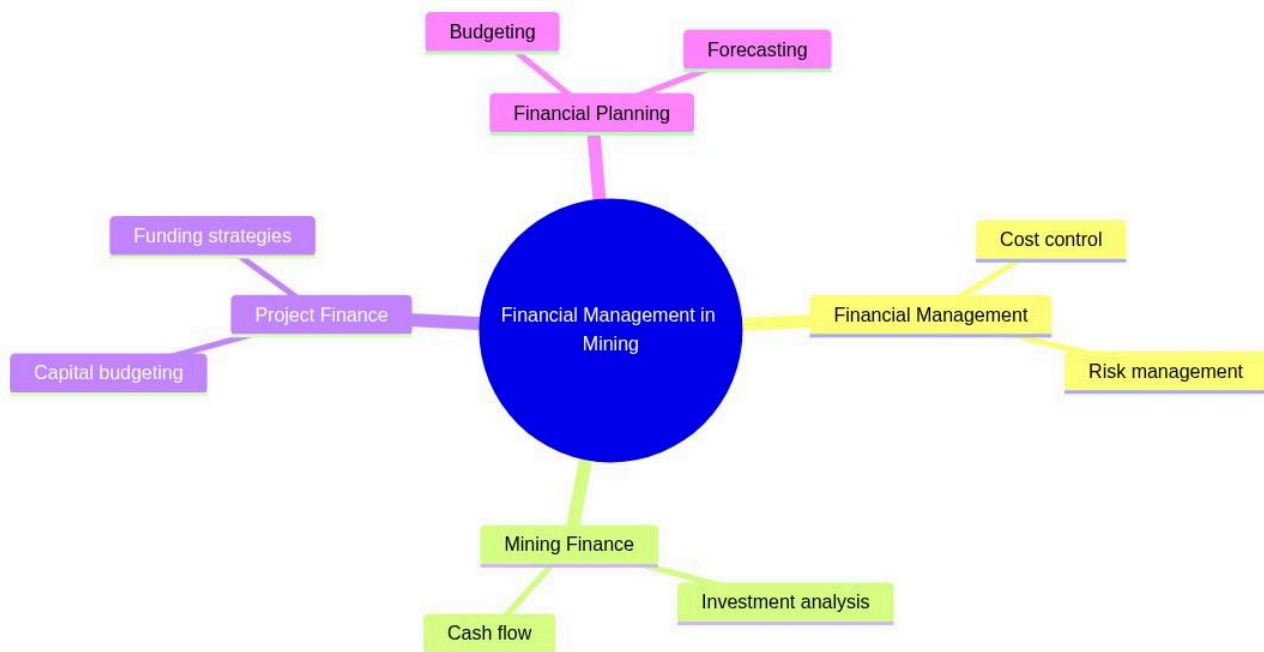 Budgeting
Forecasting
Financial Planning
Funding strategies
Cost control
Project Finance
Financial Management in
Mining
Financial Management
Capital budgeting
Risk management
Mining Finance
Investment analysis
Cash flow